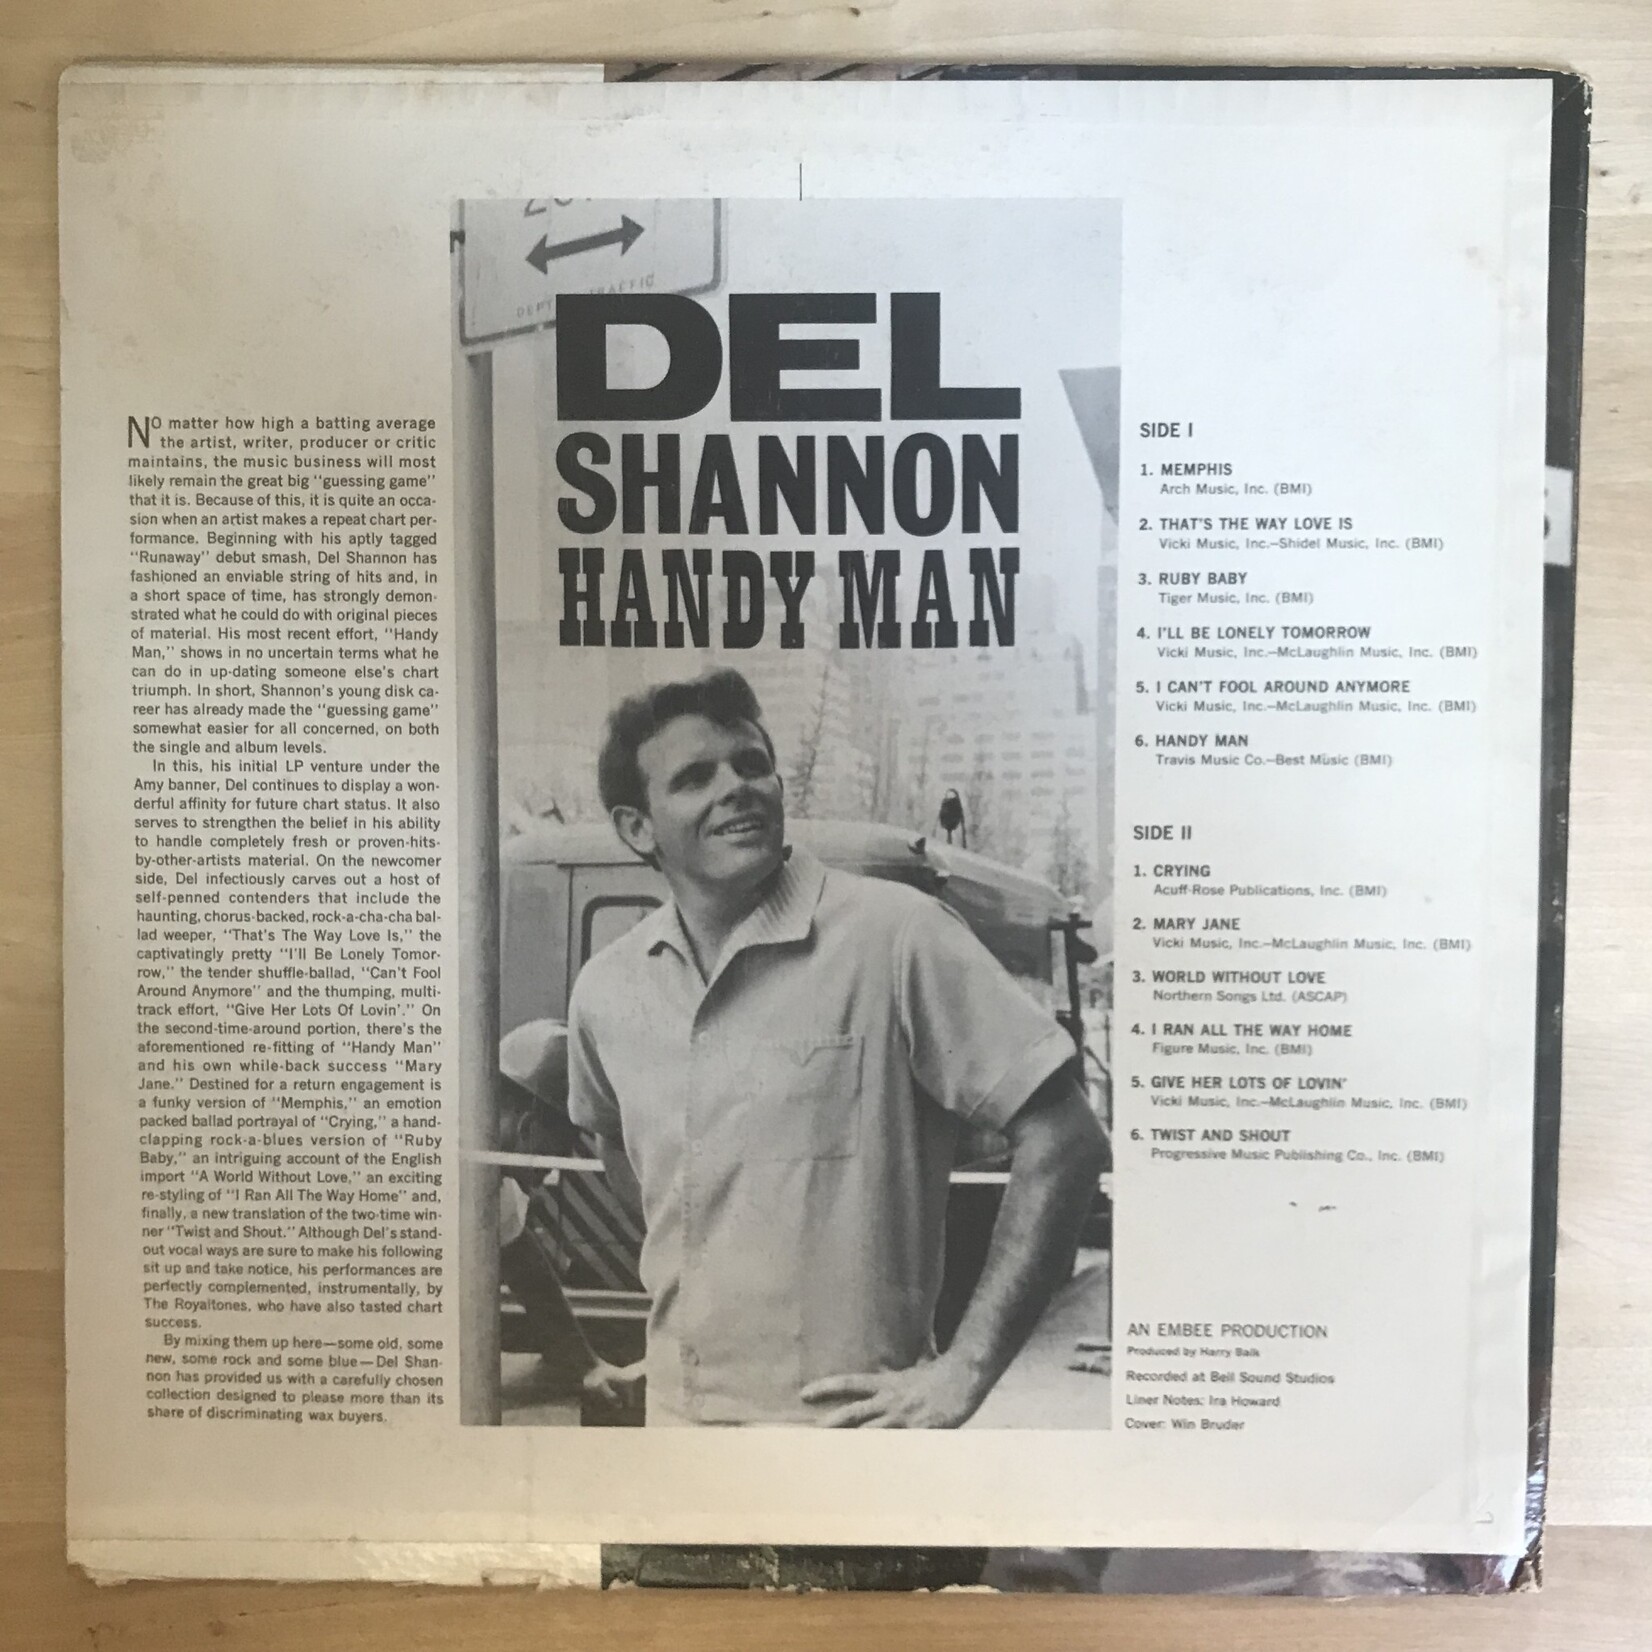 DEPT. TRAFFIC
DEL
SHANNON
HANDY MAN
NO matter how high a batting average
the artist, writer, producer or critic
maintains, the music business will most
likely remain the great big "guessing game"
that it is. Because of this, it is quite an occa-
sion when an artist makes a repeat chart per-
formance. Beginning with his aptly tagged
"Runaway" debut smash, Del Shannon has
fashioned an enviable string of hits and, in
a short space of time, has strongly demon-
strated what he could do with original pieces
of material. His most recent effort, "Handy
Man," shows in no uncertain terms what he
can do in up-dating someone else's chart
triumph. In short, Shannon's young disk ca-
reer has already made the "guessing game"
somewhat easier for all concerned, on both
the single and album levels.
In this, his initial LP venture under the
Amy banner, Del continues to display a won-
derful affinity for future chart status. It also
serves to strengthen the belief in his ability
to handle completely fresh or proven-hits-
by-other-artists material. On the newcomer
side, Del infectiously carves out a host of
self-penned contenders that include the
haunting, chorus-backed, rock-a-cha-cha bal-
lad weeper, "That's The Way Love Is," the
captivatingly pretty "I'll Be Lonely Tomor-
row," the tender shuffle-ballad, "Can't Fool
Around Anymore" and the thumping, multi-
track effort, "Give Her Lots Of Lovin'." On
the second-time-around portion, there's the
aforementioned re-fitting of "Handy Man"
and his own while-back success "Mary
Jane." Destined for a return engagement is
a funky version of "Memphis," an emotion
packed ballad portrayal of "Crying," a hand-
clapping rock-a-blues version of "Ruby
Baby," an intriguing account of the English
import "A World Without Love," an exciting
re-styling of "I Ran All The Way Home" and,
finally, a new translation of the two-time win-
ner "Twist and Shout." Although Del's stand-
out vocal ways are sure to make his following
sit up and take notice, his performances are
perfectly complemented, instrumentally, by
The Royaltones, who have also tasted chart
success.
By mixing them up here—some old, some
new, some rock and some blue—Del Shan-
non has provided us with a carefully chosen
collection designed to please more than its
share of discriminating wax buyers.
SIDE I
1. MEMPHIS
Arch Music, Inc. (BMI)
2. THAT'S THE WAY LOVE IS
Vicki Music, Inc.—Shidel Music, Inc. (BMI)
3. RUBY BABY
Tiger Music, Inc. (BMI)
4. I'LL BE LONELY TOMORROW
Vicki Music, Inc.—McLaughlin Music, Inc. (BMI)
5. I CAN'T FOOL AROUND ANYMORE
Vicki Music, Inc.—McLaughlin Music, Inc. (BMI)
6. HANDY MAN
Travis Music Co.—Best Music (BMI)
SIDE II
1. CRYING
Acuff-Rose Publications, Inc. (BMI)
2. MARY JANE
Vicki Music, Inc.—McLaughlin Music, Inc. (BMI)
3. WORLD WITHOUT LOVE
Northern Songs Ltd. (ASCAP)
4. I RAN ALL THE WAY HOME
Figure Music, Inc. (BMI)
5. GIVE HER LOTS OF LOVIN'
Vicki Music, Inc.—McLaughlin Music, Inc. (BMI)
6. TWIST AND SHOUT
Progressive Music Publishing Co., Inc. (BMI)
AN EMBEE PRODUCTION
Produced by Harry Balk
Recorded at Bell Sound Studios
Liner Notes: Ira Howard
Cover: Win Bruder